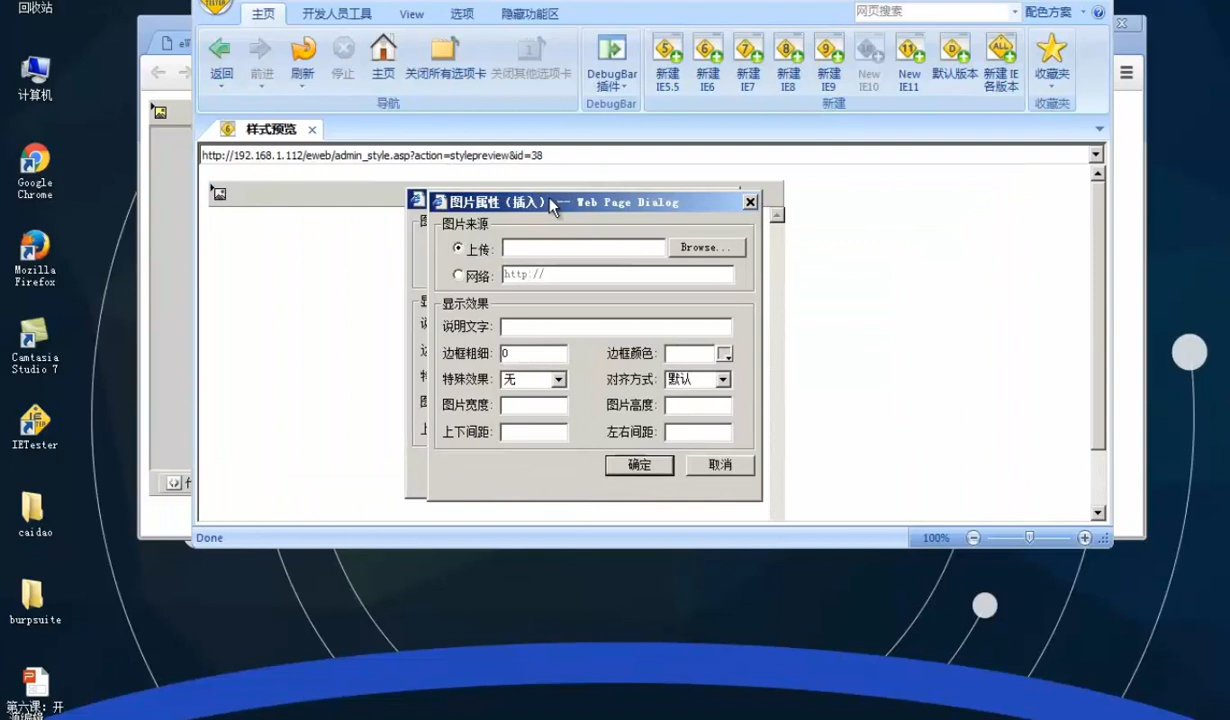 回收站
计算机
Google
Chrome
Mozilla
Firefox
Camtasia
Studio 7
IETester
caidao
burpsuite
第六课：开
源编辑
TESTER
主页
开发人员工具
View
选项
隐藏功能区
网页搜索
配色方案
返回
前进
刷新
停止
主页
关闭所有选项卡
关闭其他选项卡
导航
DebugBar
插件
DebugBar
新建
IE5.5
新建
IE6
新建
IE7
新建
IE8
新建
IE9
New
IE10
New
IE11
默认版本
新建 IE
各版本
新建
收藏夹
收藏夹
样式预览
http://192.168.1.112/eweb/admin_style.asp?action=stylepreview&id=38
图片属性（插入） -- Web Page Dialog
图片来源
上传:
Browse...
网络:
http://
显示效果
说明文字:
边框粗细:
0
边框颜色:
特殊效果:
无
对齐方式:
默认
图片宽度:
图片高度:
上下间距:
左右间距:
确定
取消
Done
100%